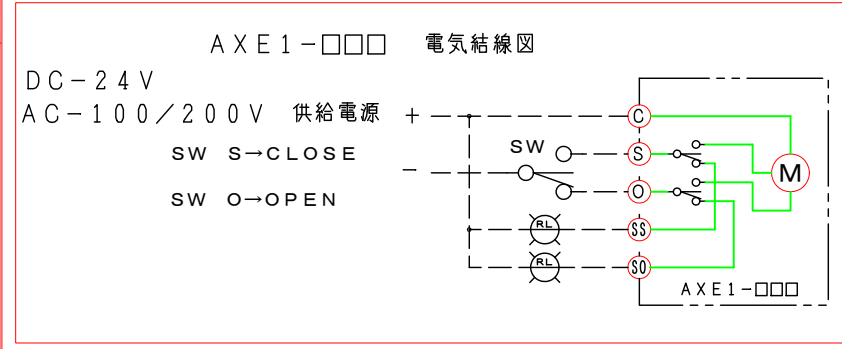 AXE1-□□□ 電気結線図
DC-24V
AC-100/200V 供給電源 +
C
SW S→CLOSE
SW
S
-
M
SW O→OPEN
O
RL
SS
RL
SO
AXE1-□□□